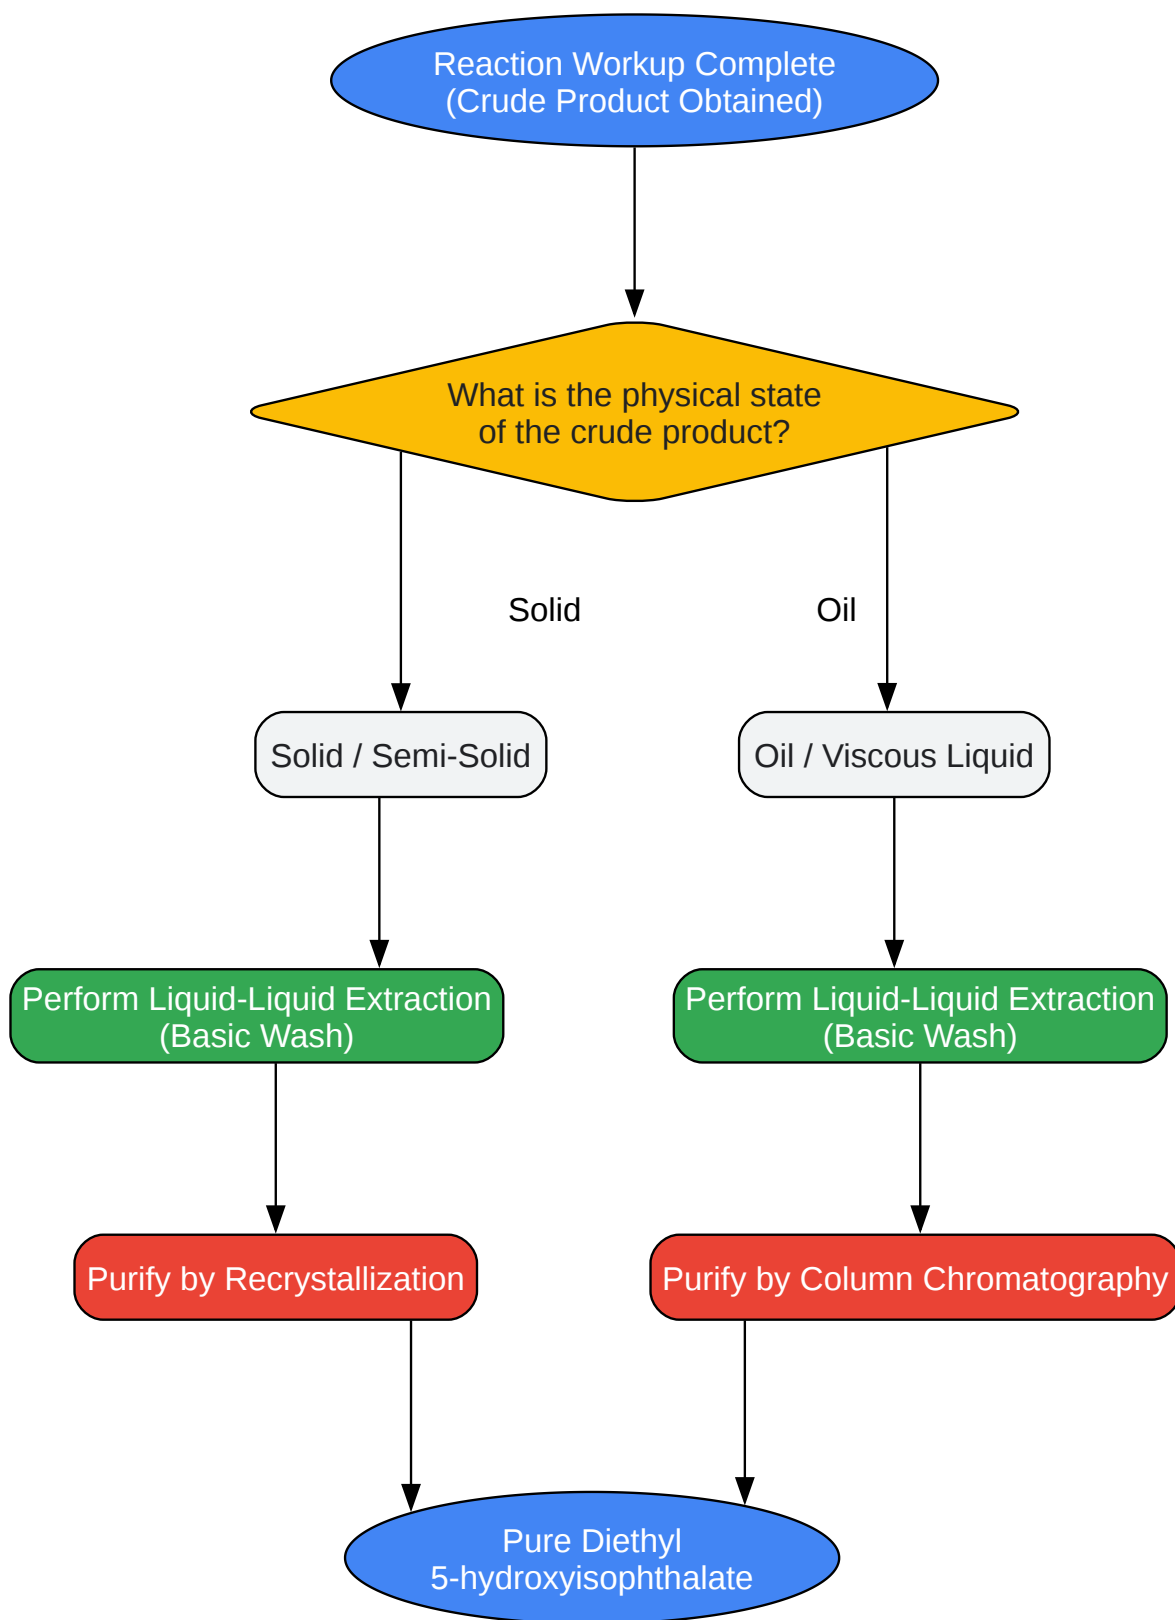 Reaction Workup Complete
(Crude Product Obtained)
What is the physical state
of the crude product?
Solid
Oil
Solid / Semi-Solid
Oil / Viscous Liquid
Perform Liquid-Liquid Extraction
(Basic Wash)
Perform Liquid-Liquid Extraction
(Basic Wash)
Purify by Recrystallization
Purify by Column Chromatography
Pure Diethyl
5-hydroxyisophthalate